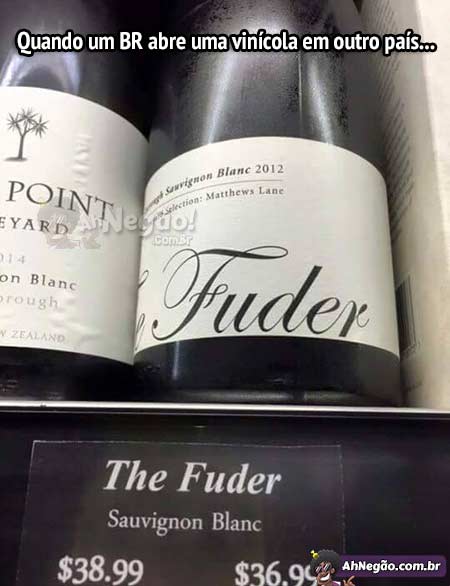 Quando um BR abre uma vinícola em outro país...
Sauvignon Blanc 2012
Selection: Matthews Lane
Fuder
POINT
EYARD
AhNegão!
.com.br
014
on Blanc
orough
W ZEALAND
The Fuder
Sauvignon Blanc
$38.99
$36.99
AhNegão.com.br